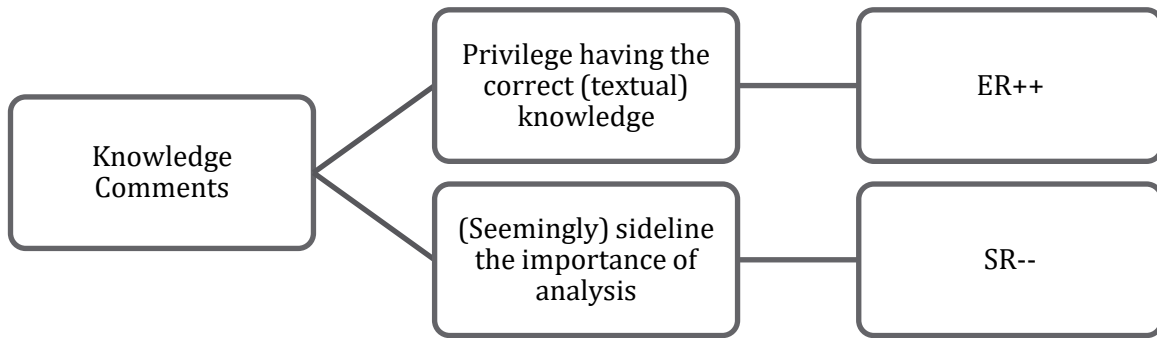 Knowledge
Comments
Privilege having the
correct (textual)
knowledge
ER++
(Seemingly) sideline
the importance of
analysis
SR--